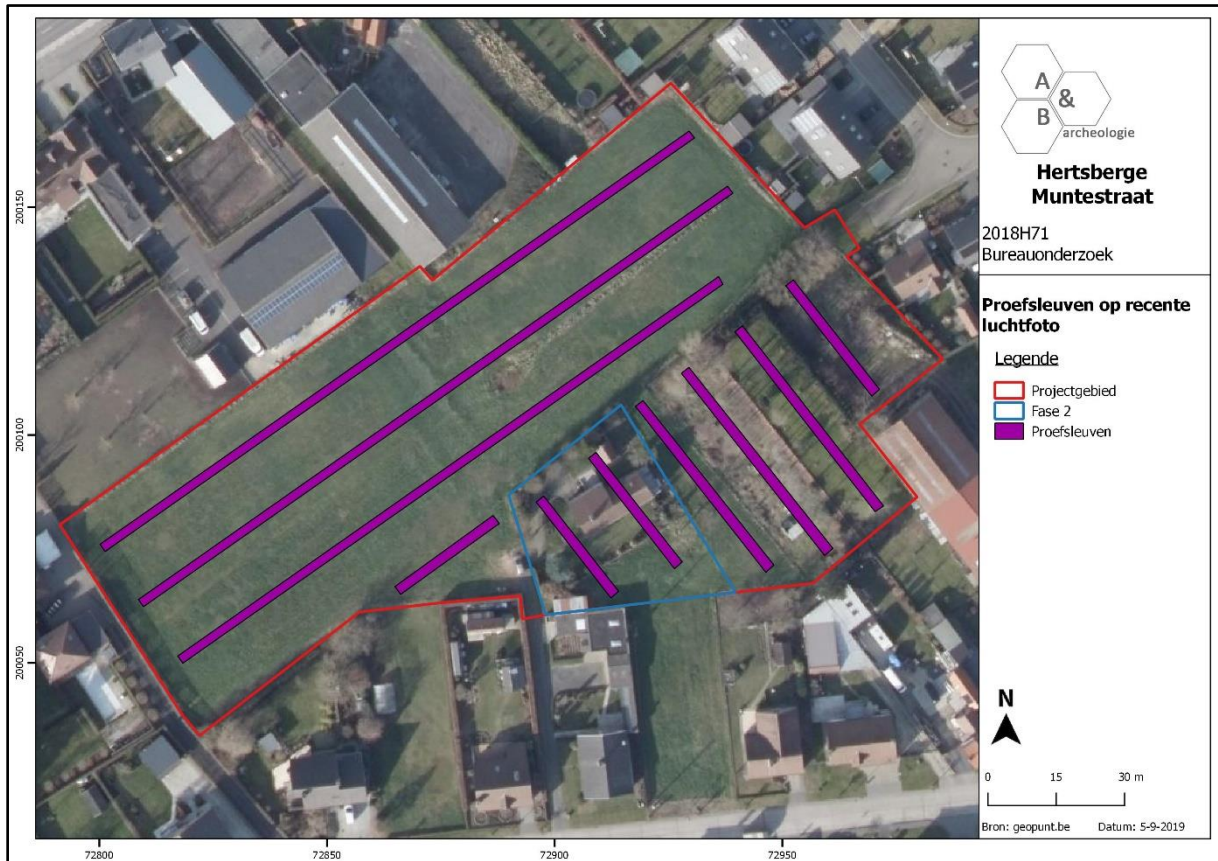 A
&
B
archeologie
Hertsberge
Muntestraat
2018H71
Bureauonderzoek
Proefsleuven op recente
luchtfoto
Legende
Projectgebied
Fase 2
Proefsleuven
N
0 15 30 m
Bron: geopunt.be Datum: 5-9-2019
200150
200100
200050
72800 72850 72900 72950